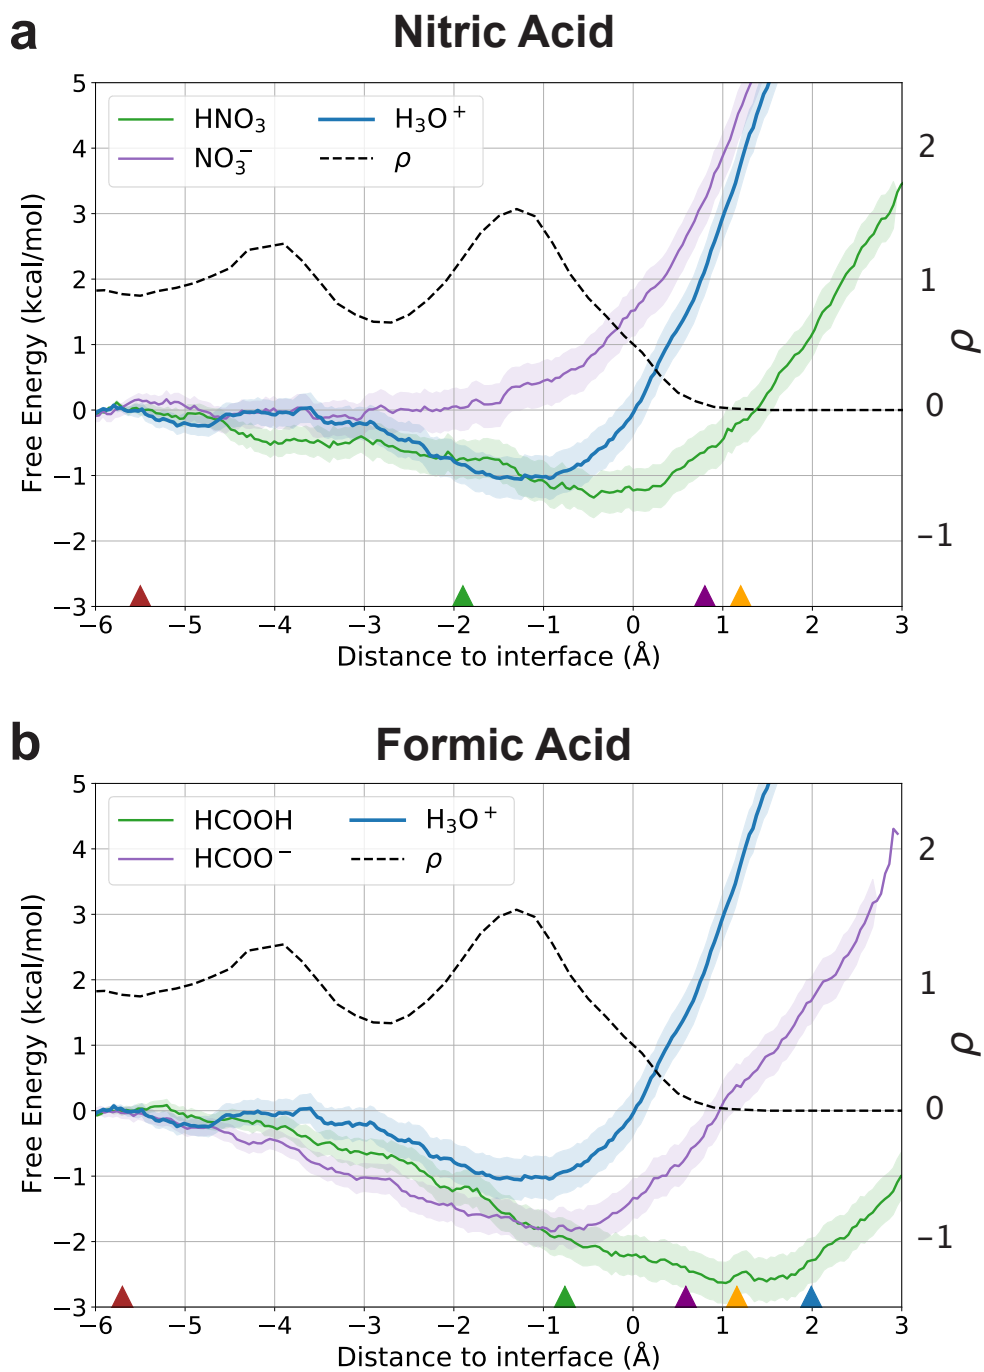 a Nitric Acid
HNO3 H3O+
NO3− ρ
5
4
3
2
1
0
−1
−2
−3
Free Energy (kcal/mol)
2
1
0
−1
ρ
−6 −5 −4 −3 −2 −1 0 1 2 3
Distance to interface (Å)
b Formic Acid
HCOOH H3O+
HCOO− ρ
5
4
3
2
1
0
−1
−2
−3
Free Energy (kcal/mol)
2
1
0
−1
ρ
−6 −5 −4 −3 −2 −1 0 1 2 3
Distance to interface (Å)